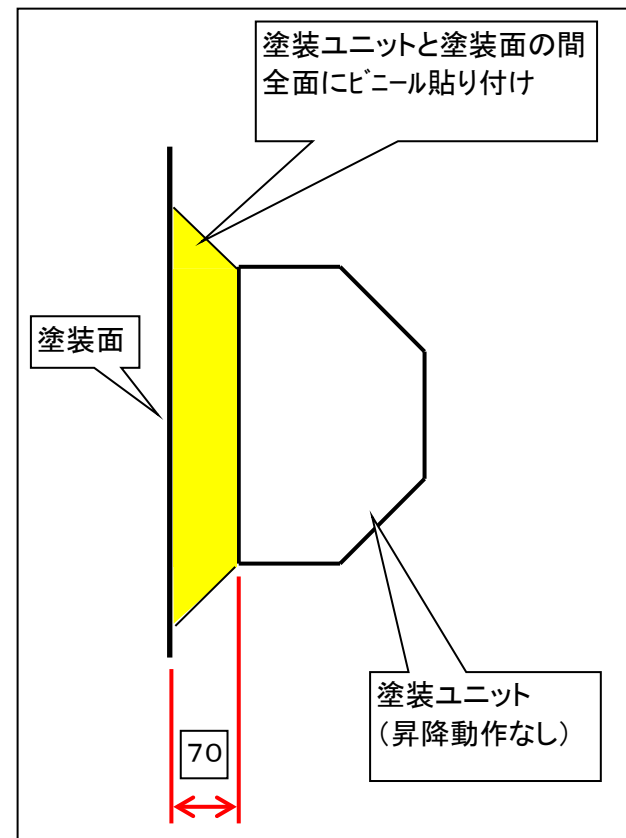 塗装ユニットと塗装面の間
全面にﾋﾞﾆｰﾙ貼り付け
塗装面
塗装ユニット
（昇降動作なし）
70